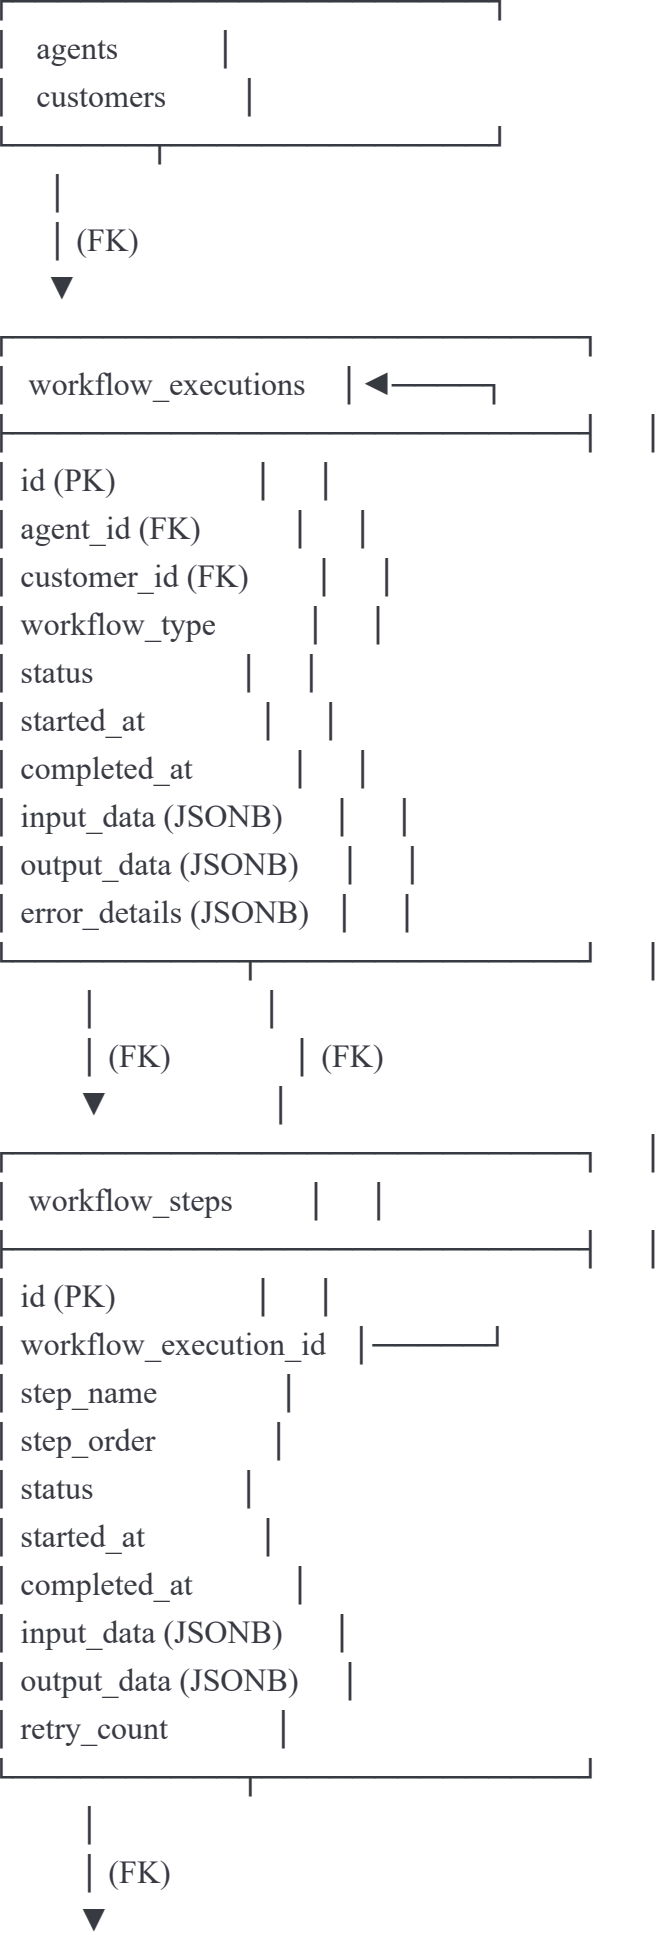 agents
customers
(FK)
▼
workflow_executions ◄
id (PK)
agent_id (FK)
customer_id (FK)
workflow_type
status
started_at
completed_at
input_data (JSONB)
output_data (JSONB)
error_details (JSONB)
(FK) (FK)
▼
workflow_steps
id (PK)
workflow_execution_id
step_name
step_order
status
started_at
completed_at
input_data (JSONB)
output_data (JSONB)
retry_count
(FK)
▼